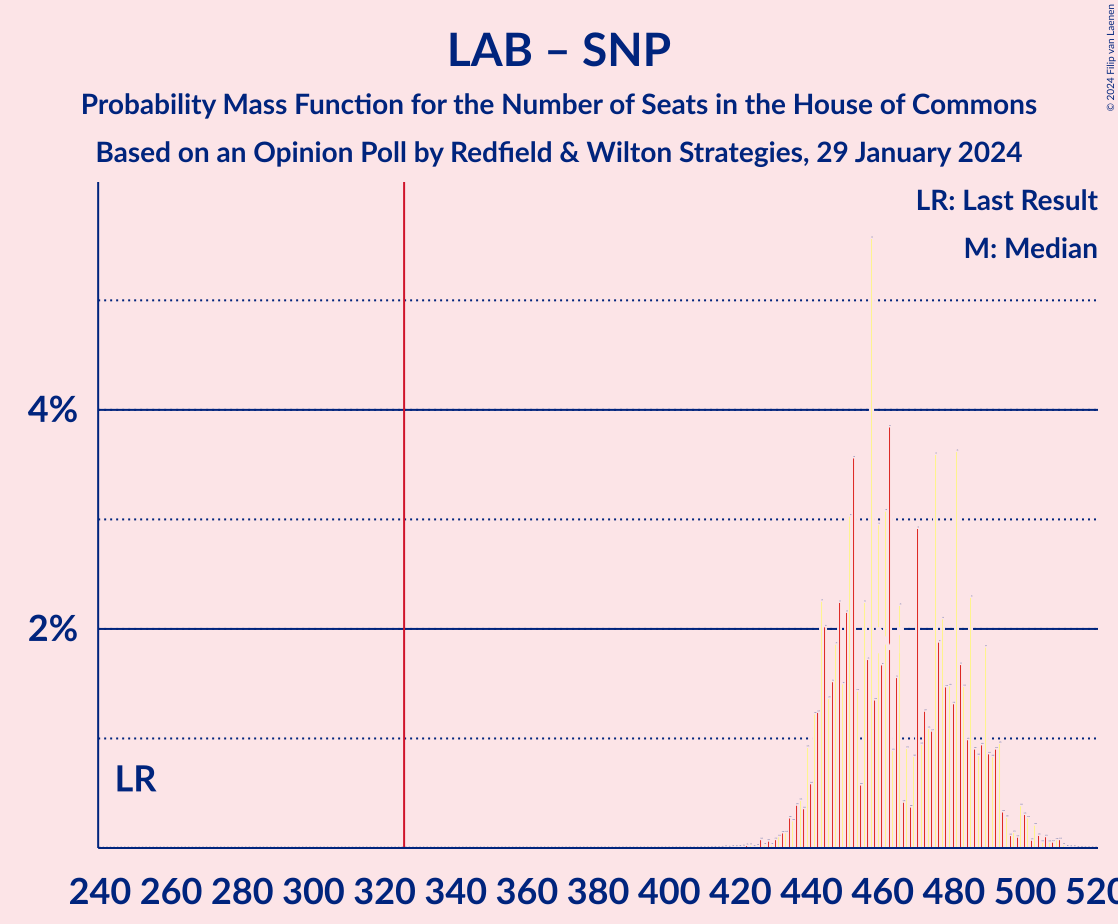 LAB – SNP
Probability Mass Function for the Number of Seats in the House of Commons
Based on an Opinion Poll by Redfield & Wilton Strategies, 29 January 2024
© 2024 Filip van Laenen
LR: Last Result
M: Median
4%
2%
LR
240 260 280 300 320 340 360 380 400 420 440 460 480 500 520